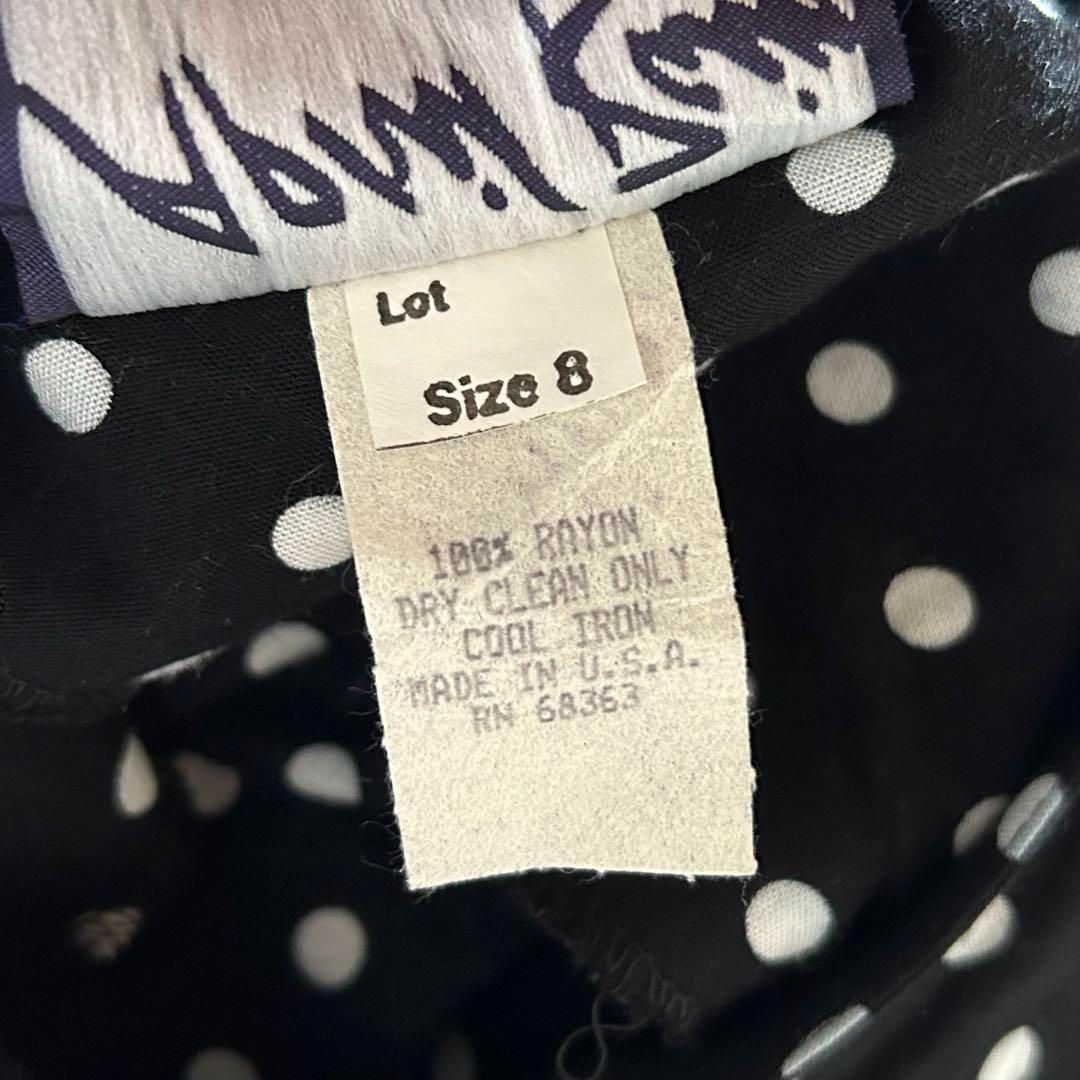 Lot
Size 8
100% RAYON
DRY CLEAN ONLY
COOL IRON
MADE IN U.S.A.
RN 68363